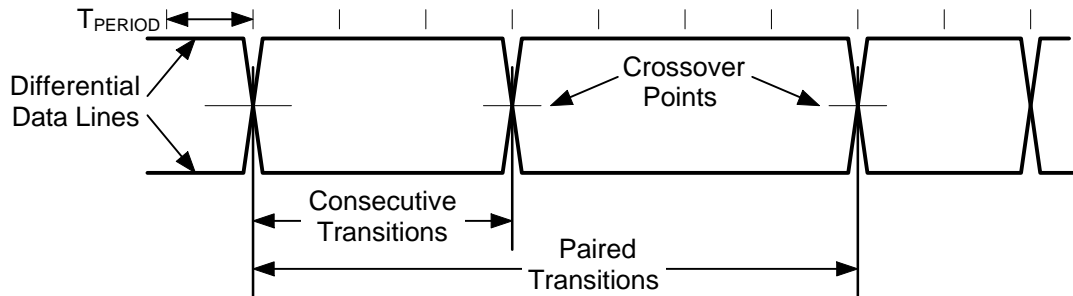 TPERIOD
Differential
Data Lines
Crossover
Points
Consecutive
Transitions
Paired
Transitions